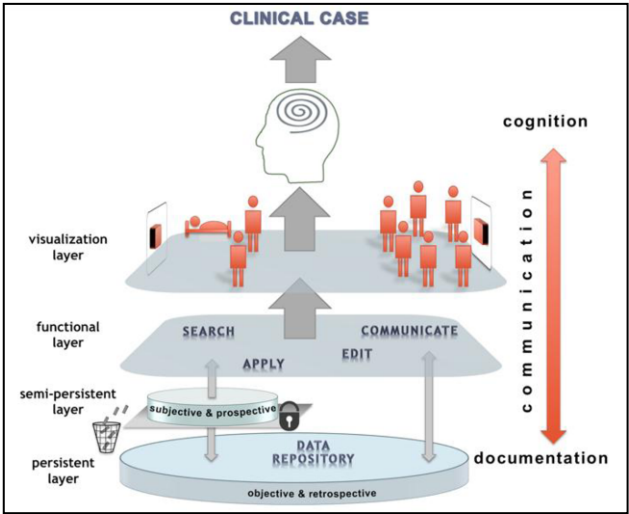 CLINICAL CASE
cognition
communication
documentation
visualization
layer
functional
layer
SEARCH
COMMUNICATE
APPLY
EDIT
semi-persistent
layer
subjective & prospective
persistent
layer
DATA
REPOSITORY
objective & retrospective